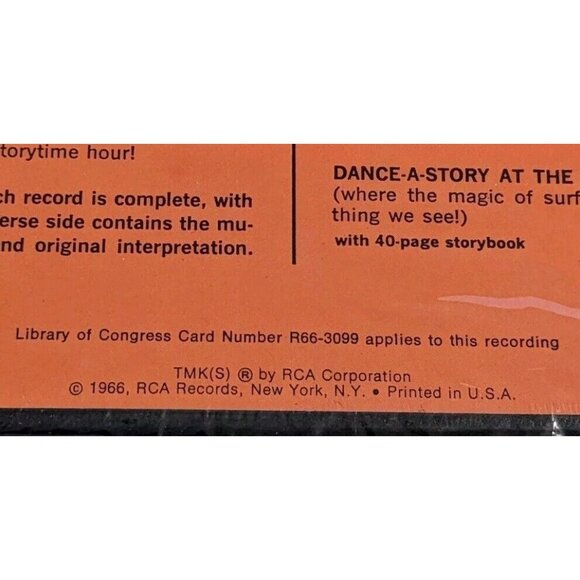 torytime hour!
ch record is complete, with
erse side contains the mu-
nd original interpretation.
DANCE-A-STORY AT THE
(where the magic of surf
thing we see!)
with 40-page storybook
Library of Congress Card Number R66-3099 applies to this recording
TMK(S) ® by RCA Corporation
© 1966, RCA Records, New York, N.Y. • Printed in U.S.A.